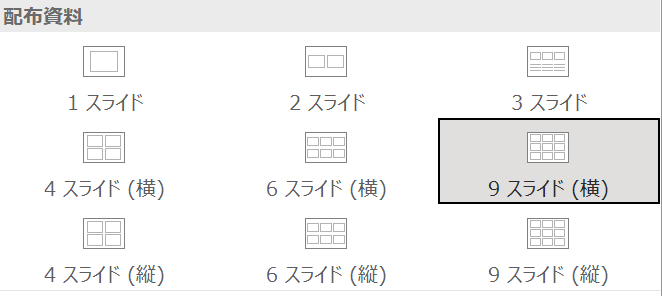 配布資料
1 スライド
2 スライド
3 スライド
4 スライド (横)
6 スライド (横)
9 スライド (横)
4 スライド (縦)
6 スライド (縦)
9 スライド (縦)